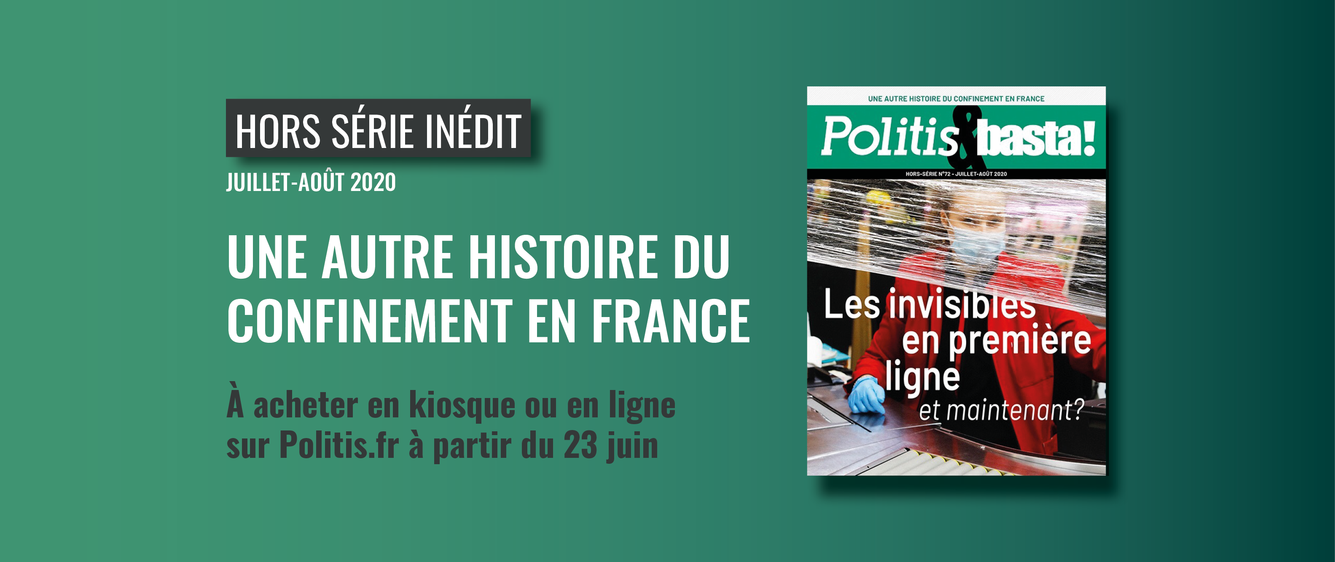 HORS SÉRIE INÉDIT
JUILLET-AOÛT 2020
UNE AUTRE HISTOIRE DU
CONFINEMENT EN FRANCE
À acheter en kiosque ou en ligne
sur Politis.fr à partir du 23 juin
UNE AUTRE HISTOIRE DU CONFINEMENT EN FRANCE
Politis & basta!
HORS-SÉRIE N°72 - JUILLET-AOÛT 2020
Les invisibles
en première
ligne
et maintenant?